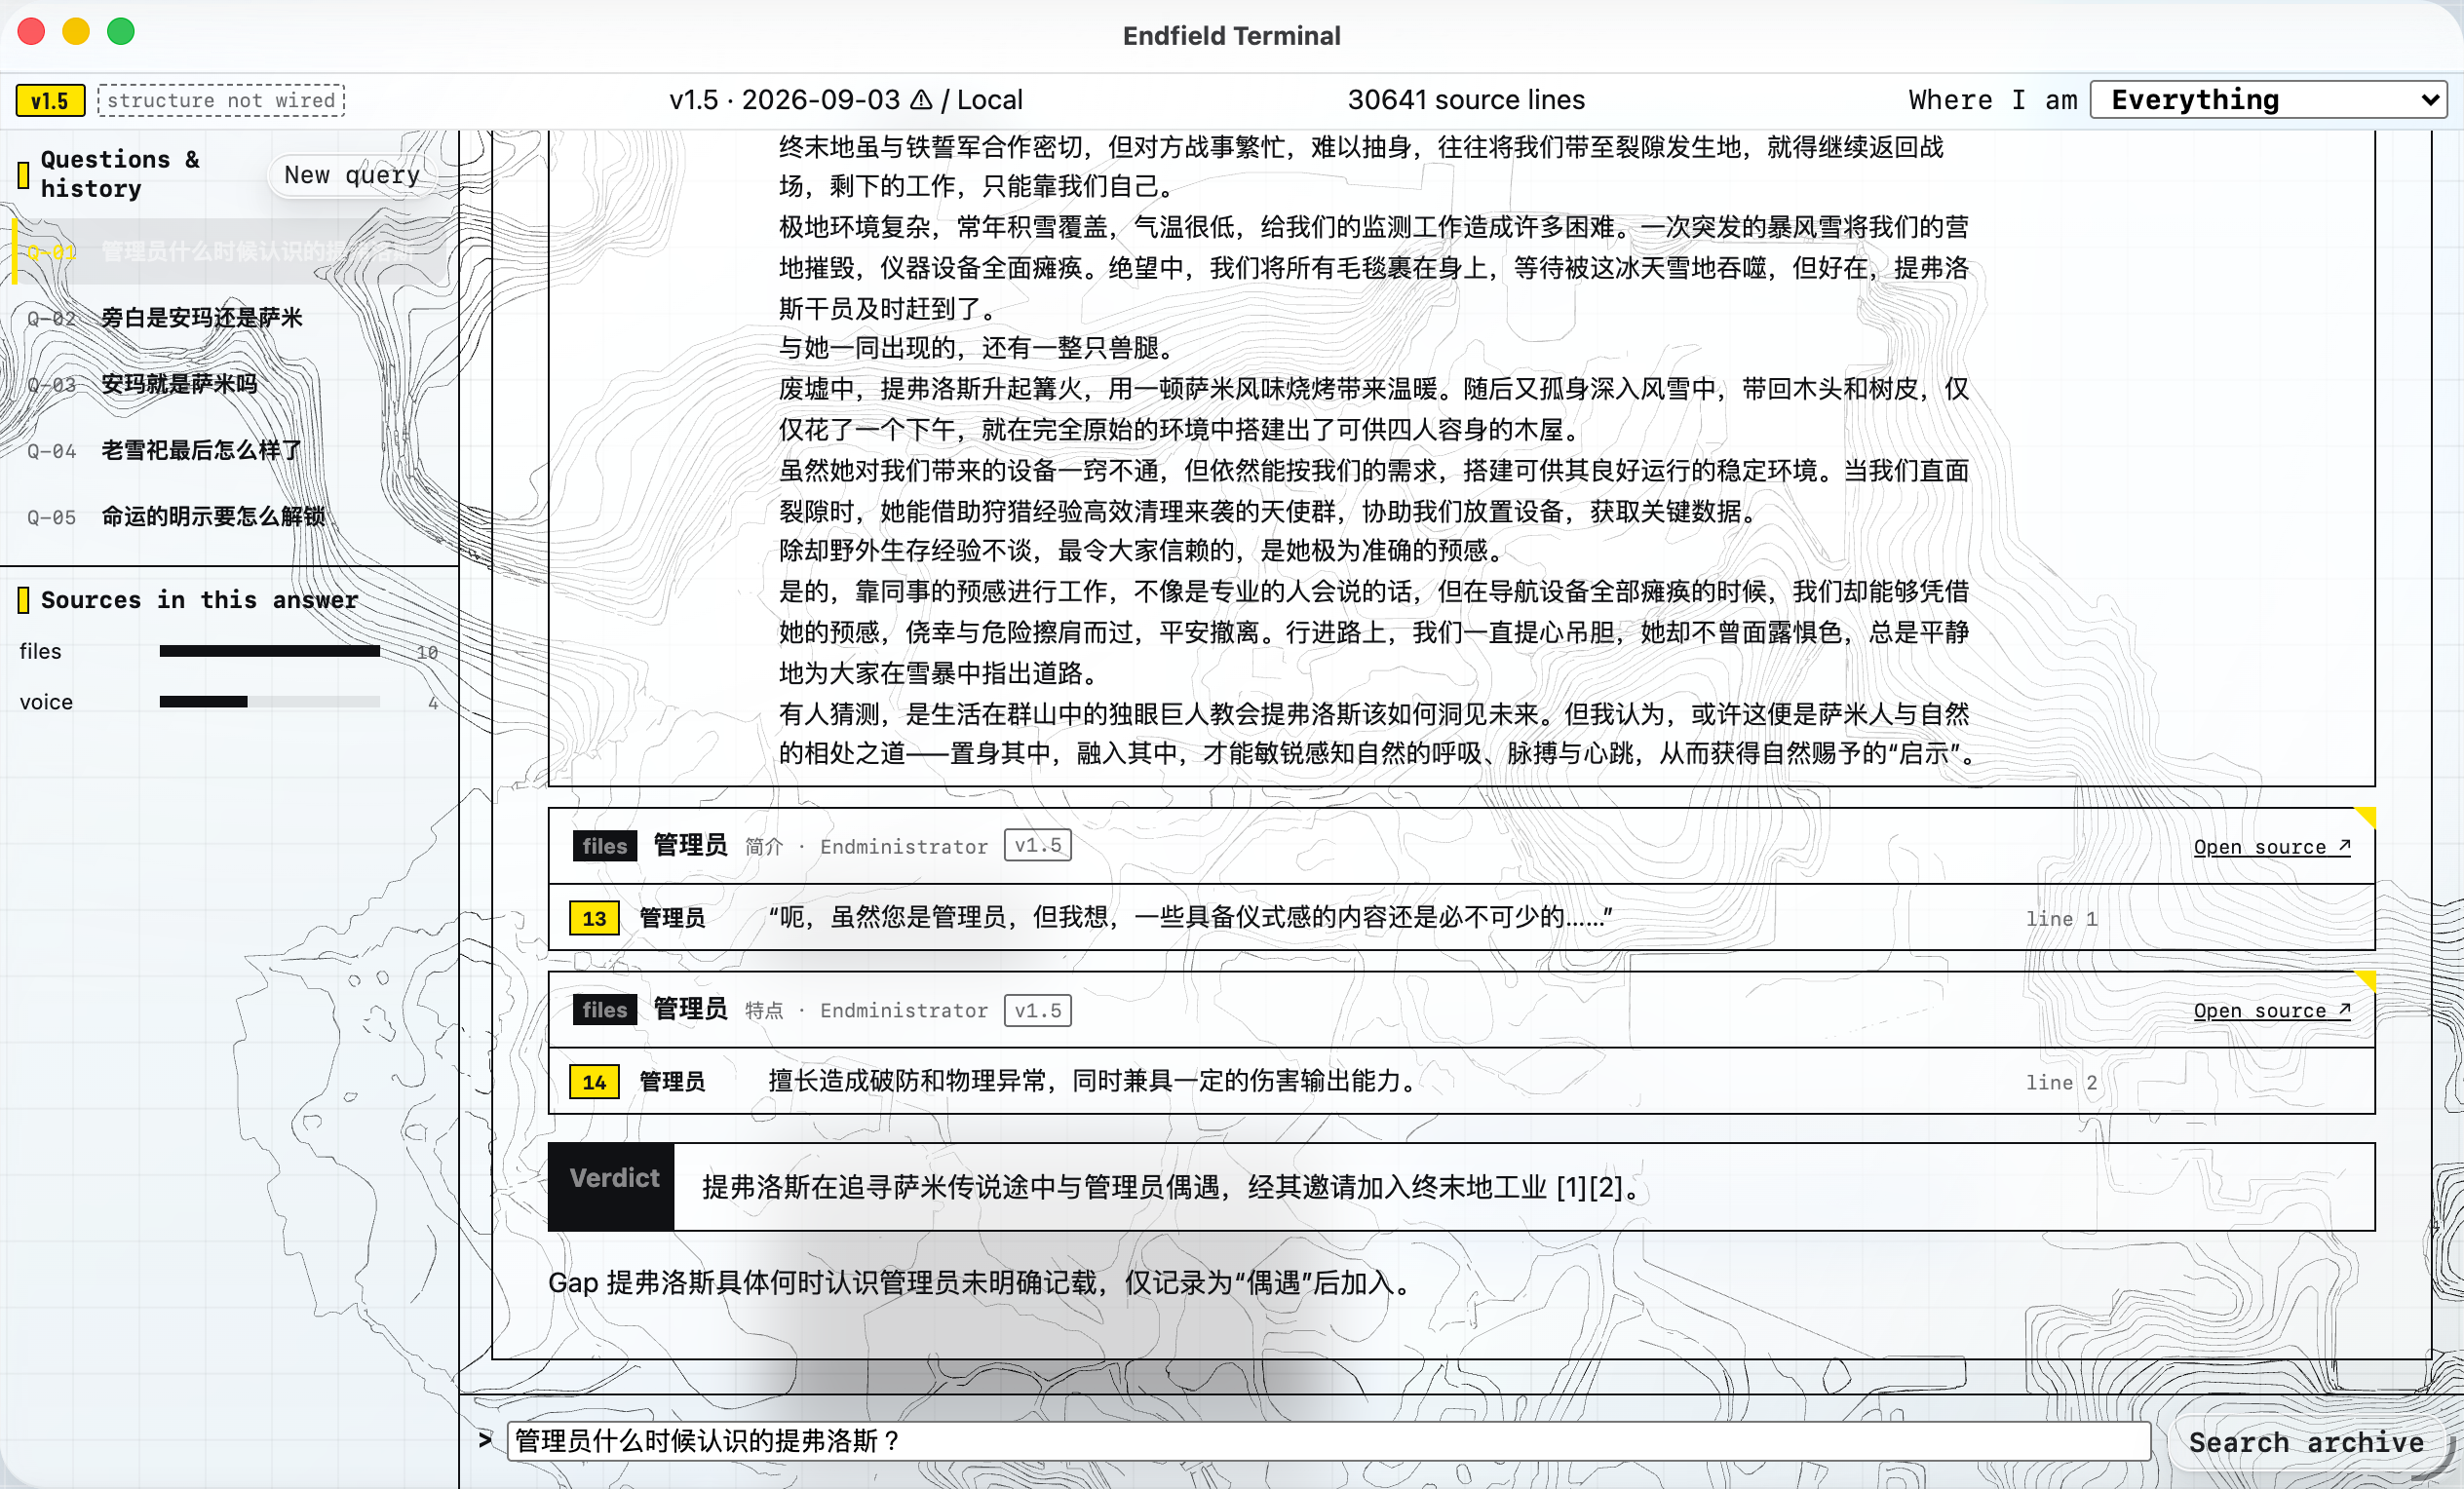 Endfield Terminal
v1.5
structure not wired
v1.5 · 2026-09-03 ⚠ / Local
30641 source lines
Where I am
Everything
Questions & history
New query
Q-01 管理员什么时候认识的提弗洛斯
Q-02 旁白是安玛还是萨米
Q-03 安玛就是萨米吗
Q-04 老雪祀最后怎么样了
Q-05 命运的明示要怎么解锁
Sources in this answer
files 10
voice 4
终末地虽与铁誓军合作密切，但对方战事繁忙，难以抽身，往往将我们带至裂隙发生地，就得继续返回战
场，剩下的工作，只能靠我们自己。
极地环境复杂，常年积雪覆盖，气温很低，给我们的监测工作造成许多困难。一次突发的暴风雪将我们的营
地摧毁，仪器设备全面瘫痪。绝望中，我们将所有毛毯裹在身上，等待被这冰天雪地吞噬，但好在，提弗洛
斯干员及时赶到了。
与她一同出现的，还有一整只兽腿。
废墟中，提弗洛斯升起篝火，用一顿萨米风味烧烤带来温暖。随后又孤身深入风雪中，带回木头和树皮，仅
仅花了一个下午，就在完全原始的环境中搭建出了可供四人容身的木屋。
虽然她对我们带来的设备一窍不通，但依然能按我们的需求，搭建可供其良好运行的稳定环境。当我们直面
裂隙时，她能借助狩猎经验高效清理来袭的天使群，协助我们放置设备，获取关键数据。
除却野外生存经验不谈，最令大家信赖的，是她极为准确的预感。
是的，靠同事的预感进行工作，不像是专业的人会说的话，但在导航设备全部瘫痪的时候，我们却能够凭借
她的预感，侥幸与危险擦肩而过，平安撤离。行进路上，我们一直提心吊胆，她却不曾面露惧色，总是平静
地为大家在雪暴中指出道路。
有人猜测，是生活在群山中的独眼巨人教会提弗洛斯该如何洞见未来。但我认为，或许这便是萨米人与自然
的相处之道——置身其中，融入其中，才能敏锐感知自然的呼吸、脉搏与心跳，从而获得自然赐予的“启示”。
files 管理员 简介 · Endministrator v1.5 Open source ↗
13 管理员 “呃，虽然您是管理员，但我想，一些具备仪式感的内容还是必不可少的……” line 1
files 管理员 特点 · Endministrator v1.5 Open source ↗
14 管理员 擅长造成破防和物理异常，同时兼具一定的伤害输出能力。 line 2
Verdict 提弗洛斯在追寻萨米传说途中与管理员偶遇，经其邀请加入终末地工业 [1][2]。
Gap 提弗洛斯具体何时认识管理员未明确记载，仅记录为“偶遇”后加入。
> 管理员什么时候认识的提弗洛斯？
Search archive